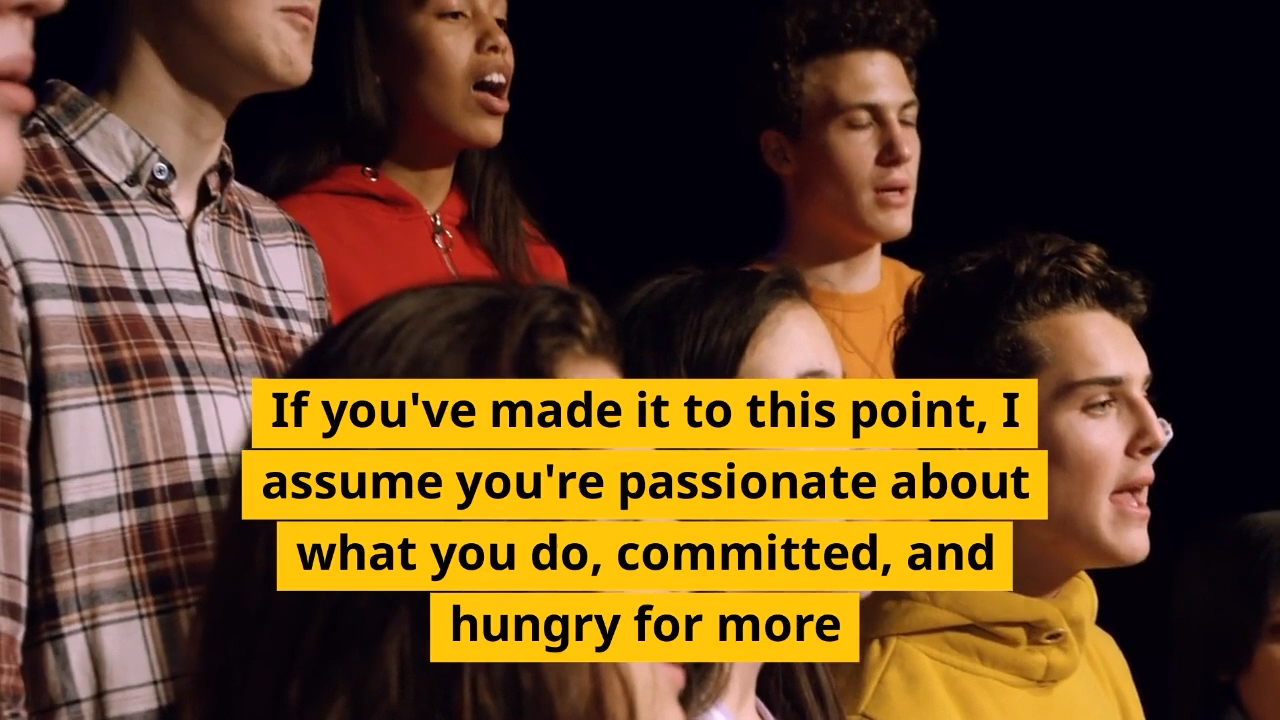 If you've made it to this point, I
assume you're passionate about
what you do, committed, and
hungry for more